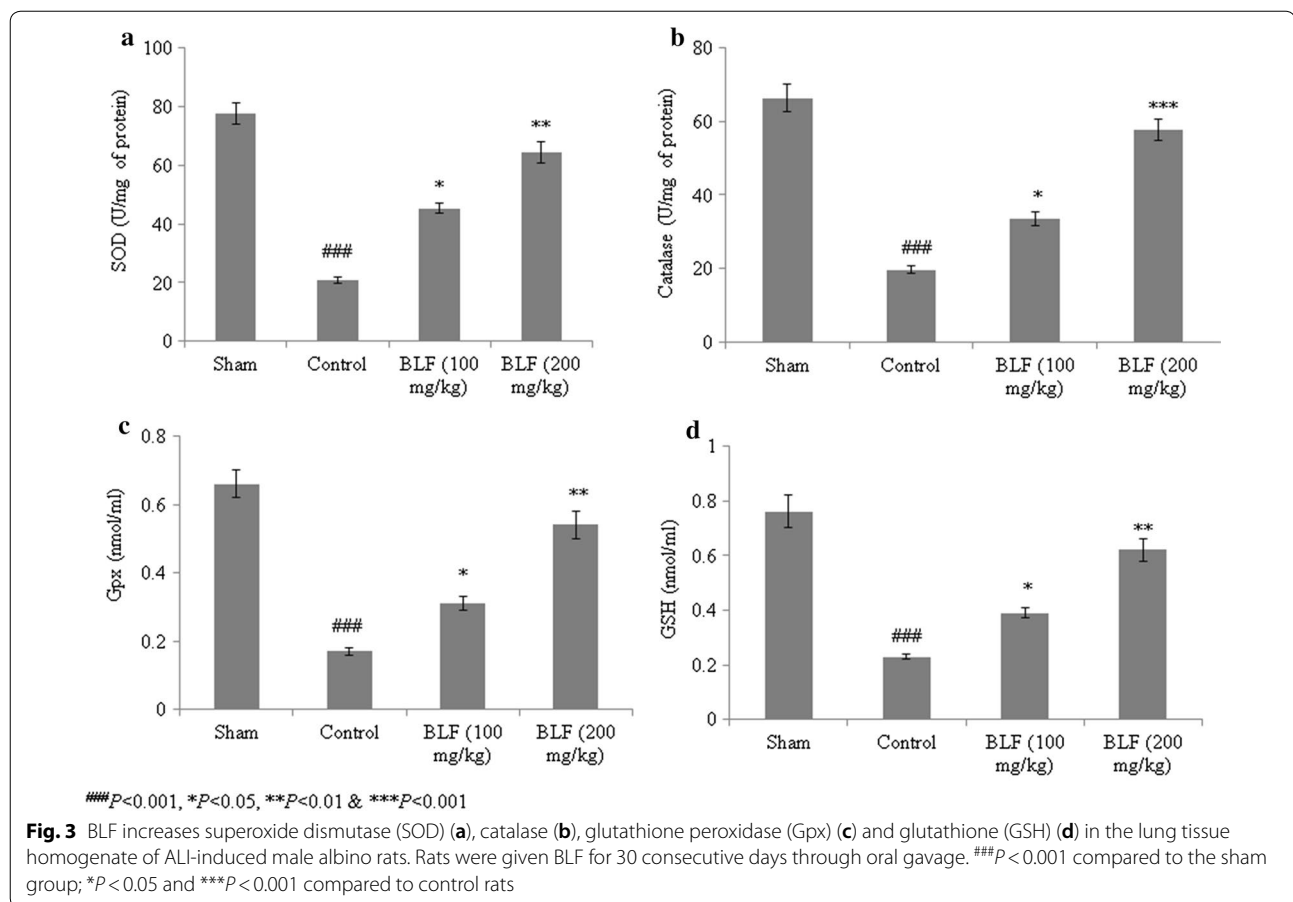 a
100
80
60
40
20
0
SOD (U/mg of protein)
###
*
**
Sham
Control
BLF (100 mg/kg)
BLF (200 mg/kg)
b
80
60
40
20
0
Catalase (U/mg of protein)
###
*
***
Sham
Control
BLF (100 mg/kg)
BLF (200 mg/kg)
c
0.8
0.6
0.4
0.2
0
Gpx (nmol/ml)
###
*
**
Sham
Control
BLF (100 mg/kg)
BLF (200 mg/kg)
d
1
0.8
0.6
0.4
0.2
0
GSH (nmol/ml)
###
*
**
Sham
Control
BLF (100 mg/kg)
BLF (200 mg/kg)
###P<0.001, *P<0.05, **P<0.01 & ***P<0.001
Fig. 3 BLF increases superoxide dismutase (SOD) (a), catalase (b), glutathione peroxidase (Gpx) (c) and glutathione (GSH) (d) in the lung tissue
homogenate of ALI-induced male albino rats. Rats were given BLF for 30 consecutive days through oral gavage. ###P < 0.001 compared to the sham
group; *P < 0.05 and ***P < 0.001 compared to control rats